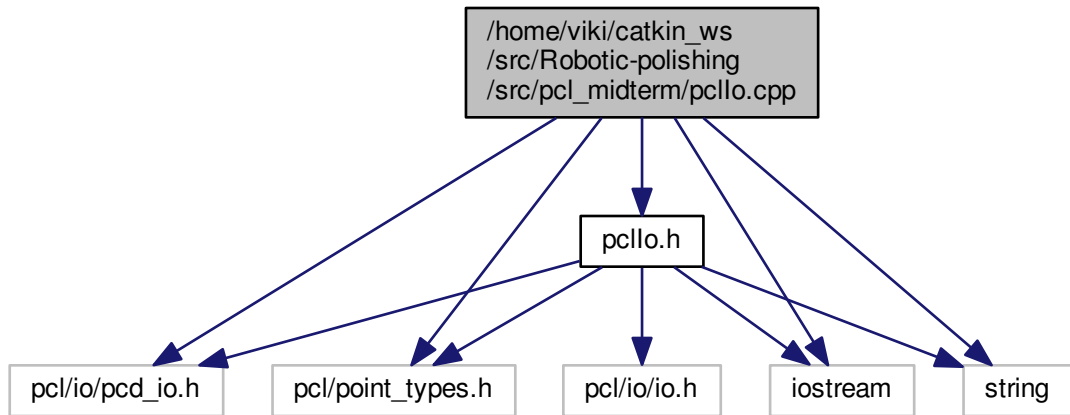 /home/viki/catkin_ws
/src/Robotic-polishing
/src/pcl_midterm/pclIo.cpp
pclIo.h
pcl/io/pcd_io.h
pcl/point_types.h
pcl/io/io.h
iostream
string